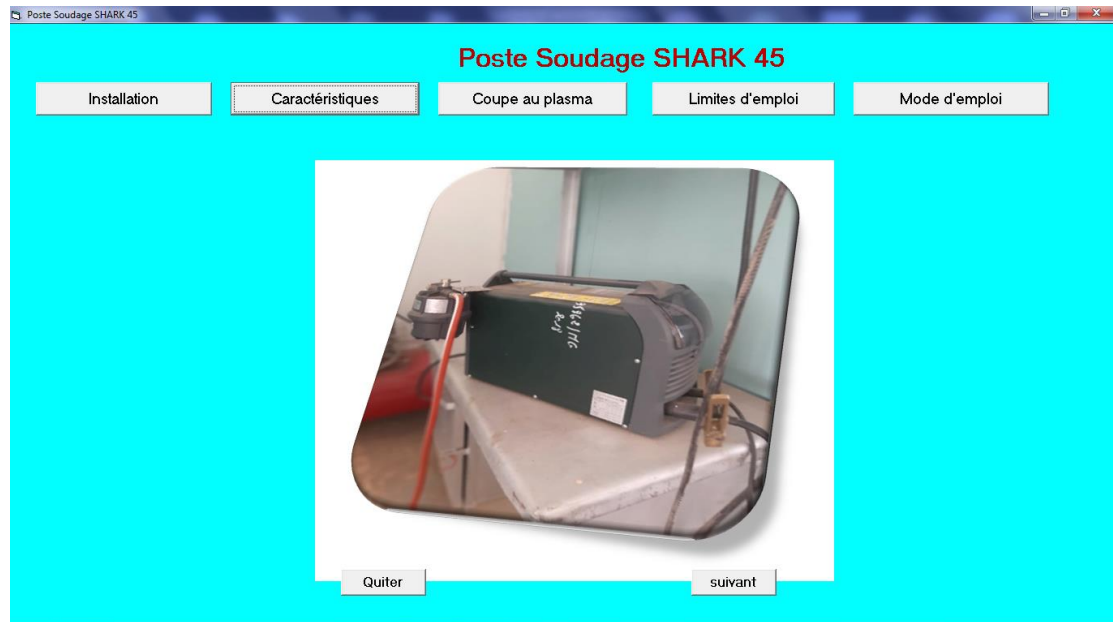 Poste Soudage SHARK 45
Poste Soudage SHARK 45
Installation
Caractéristiques
Coupe au plasma
Limites d'emploi
Mode d'emploi
Quiter
suivant